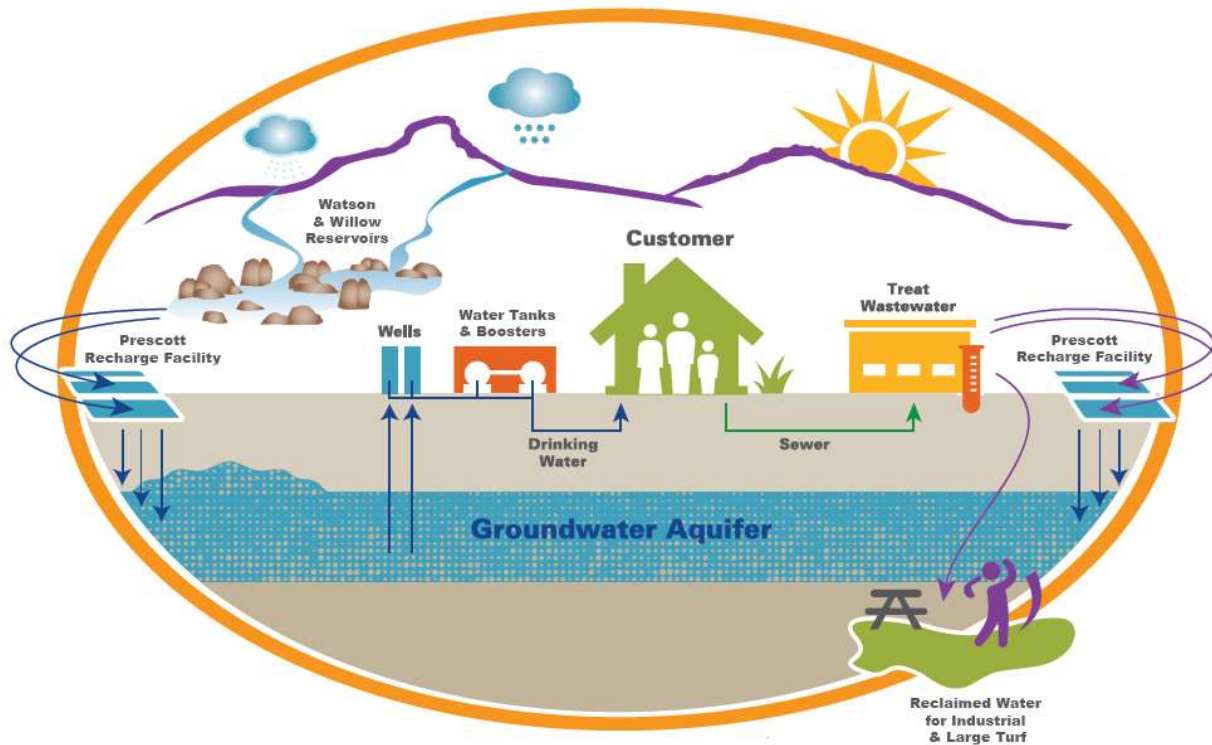 Watson
& Willow
Reservoirs
Customer
Treat
Wastewater
Water Tanks
& Boosters
Wells
Prescott
Recharge Facility
Prescott
Recharge Facility
Drinking
Water
Sewer
Groundwater Aquifer
Reclaimed Water
for Industrial
& Large Turf